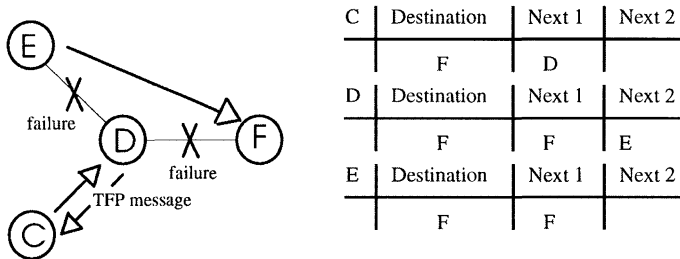 E
failure
D
F
failure
TFP message
C
C Destination Next 1 Next 2
F D
D Destination Next 1 Next 2
F F E
E Destination Next 1 Next 2
F F